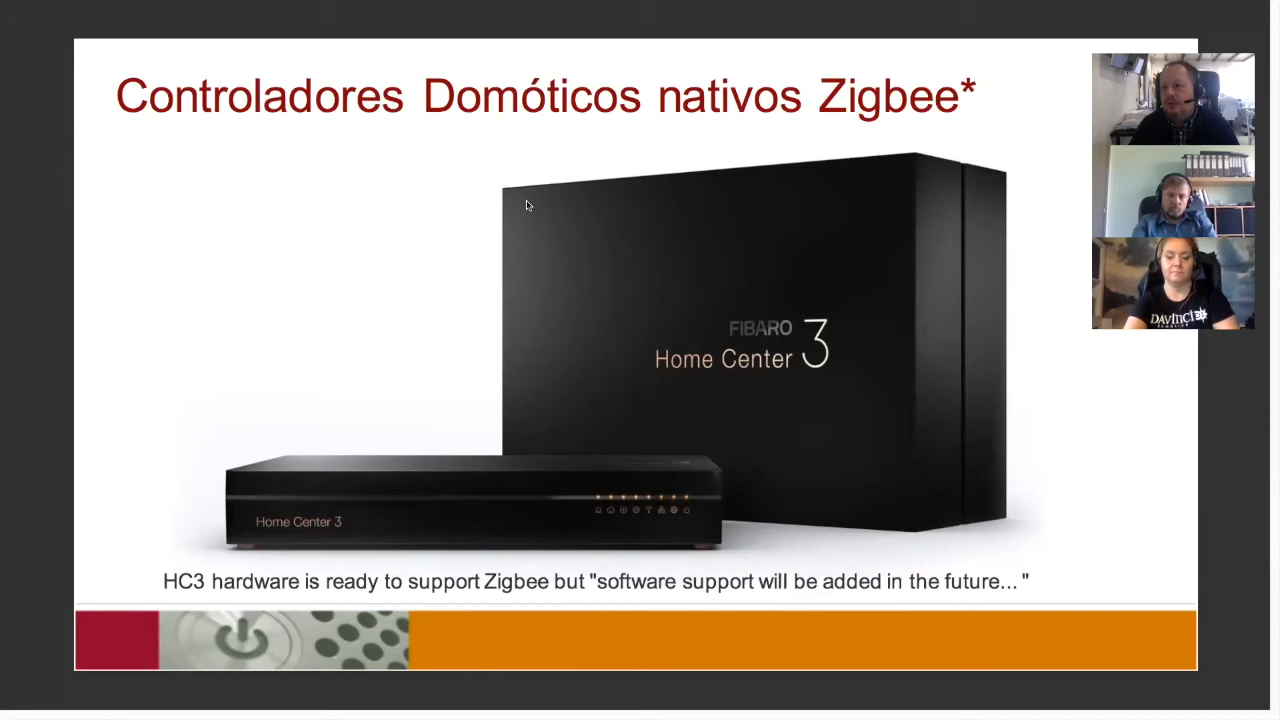 Controladores Domóticos nativos Zigbee*
FIBARO
Home Center 3
Home Center 3
HC3 hardware is ready to support Zigbee but "software support will be added in the future... "
DAVINCI